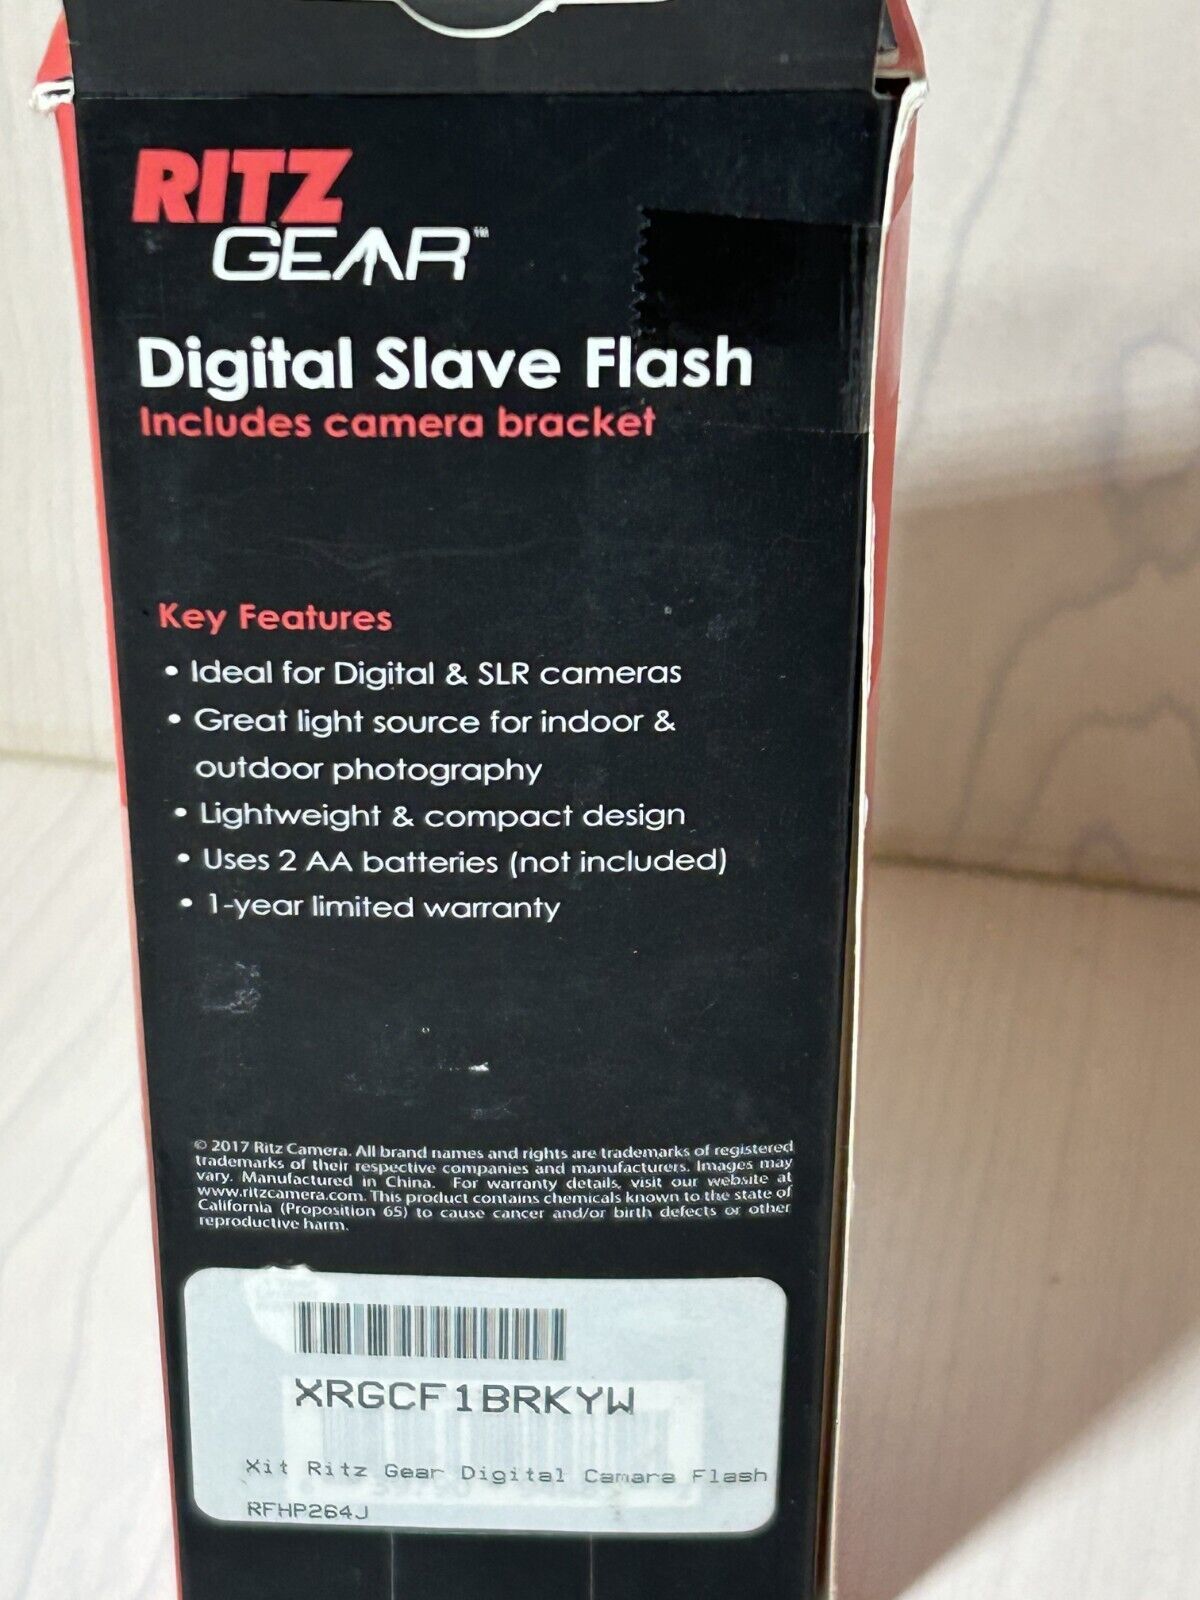 RITZ
GEAR™
Digital Slave Flash
Includes camera bracket
Key Features
• Ideal for Digital & SLR cameras
• Great light source for indoor &
outdoor photography
• Lightweight & compact design
• Uses 2 AA batteries (not included)
• 1-year limited warranty
© 2017 Ritz Camera. All brand names and rights are trademarks of registered
trademarks of their respective companies and manufacturers. Images may
vary. Manufactured in China. For warranty details, visit our website at
www.ritzcamera.com. This product contains chemicals known to the state of
California (Proposition 65) to cause cancer and/or birth defects or other
reproductive harm.
XRGCF1BRKYW
Xit Ritz Gear Digital Camara Flash
RFHP264J